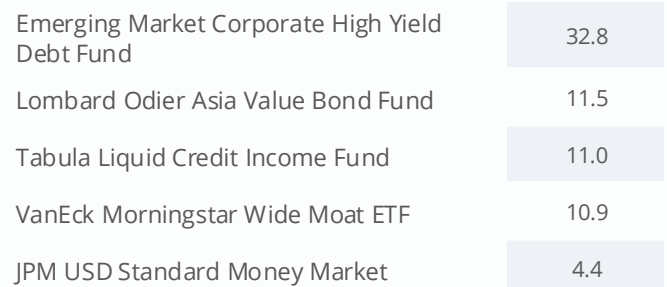 Emerging Market Corporate High Yield
Debt Fund
32.8
Lombard Odier Asia Value Bond Fund 11.5
Tabula Liquid Credit Income Fund 11.0
VanEck Morningstar Wide Moat ETF 10.9
JPM USD Standard Money Market 4.4